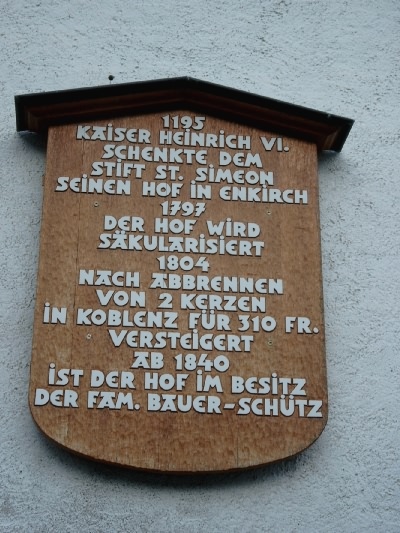 1195
KAISER HEINRICH VI.
SCHENKTE DEM
STIFT ST. SIMEON
SEINEN HOF IN ENKIRCH
1797
DER HOF WIRD
SÄKULARISIERT
1804
NACH ABBRENNEN
VON 2 KERZEN
IN KOBLENZ FÜR 310 FR.
VERSTEIGERT
AB 1840
IST DER HOF IM BESITZ
DER FAM. BAUER-SCHÜTZ